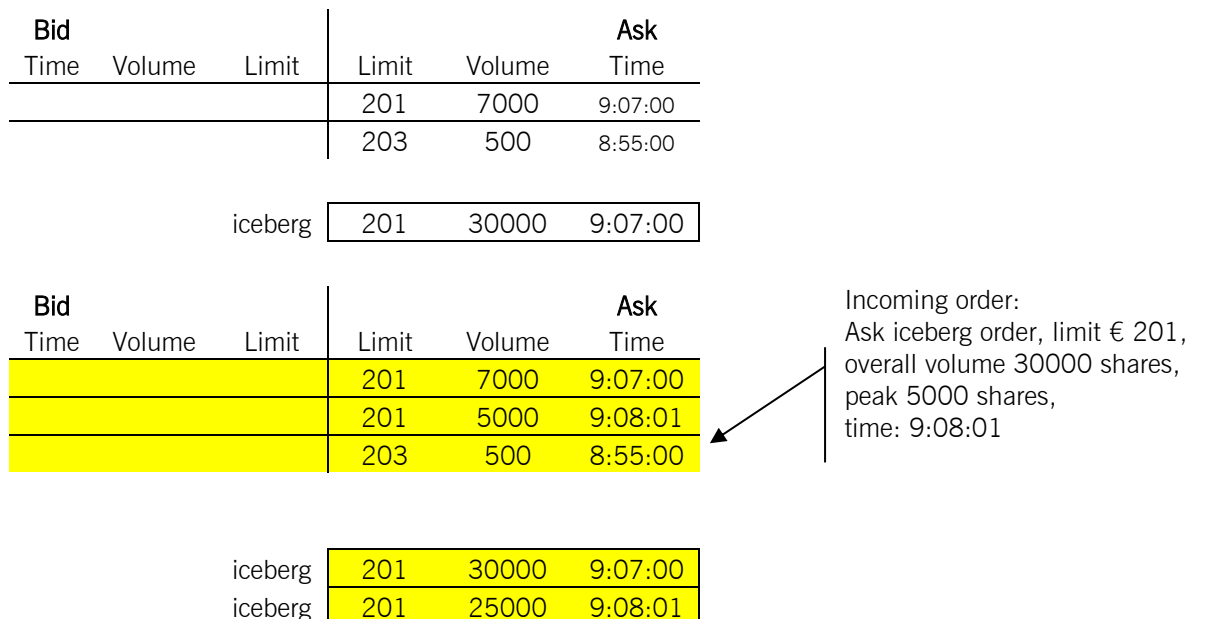 Bid Ask
Time Volume Limit Limit Volume Time
201 7000 9:07:00
203 500 8:55:00
iceberg 201 30000 9:07:00
Bid Ask
Time Volume Limit Limit Volume Time
201 7000 9:07:00
201 5000 9:08:01
203 500 8:55:00
Incoming order:
Ask iceberg order, limit € 201,
overall volume 30000 shares,
peak 5000 shares,
time: 9:08:01
iceberg 201 30000 9:07:00
iceberg 201 25000 9:08:01